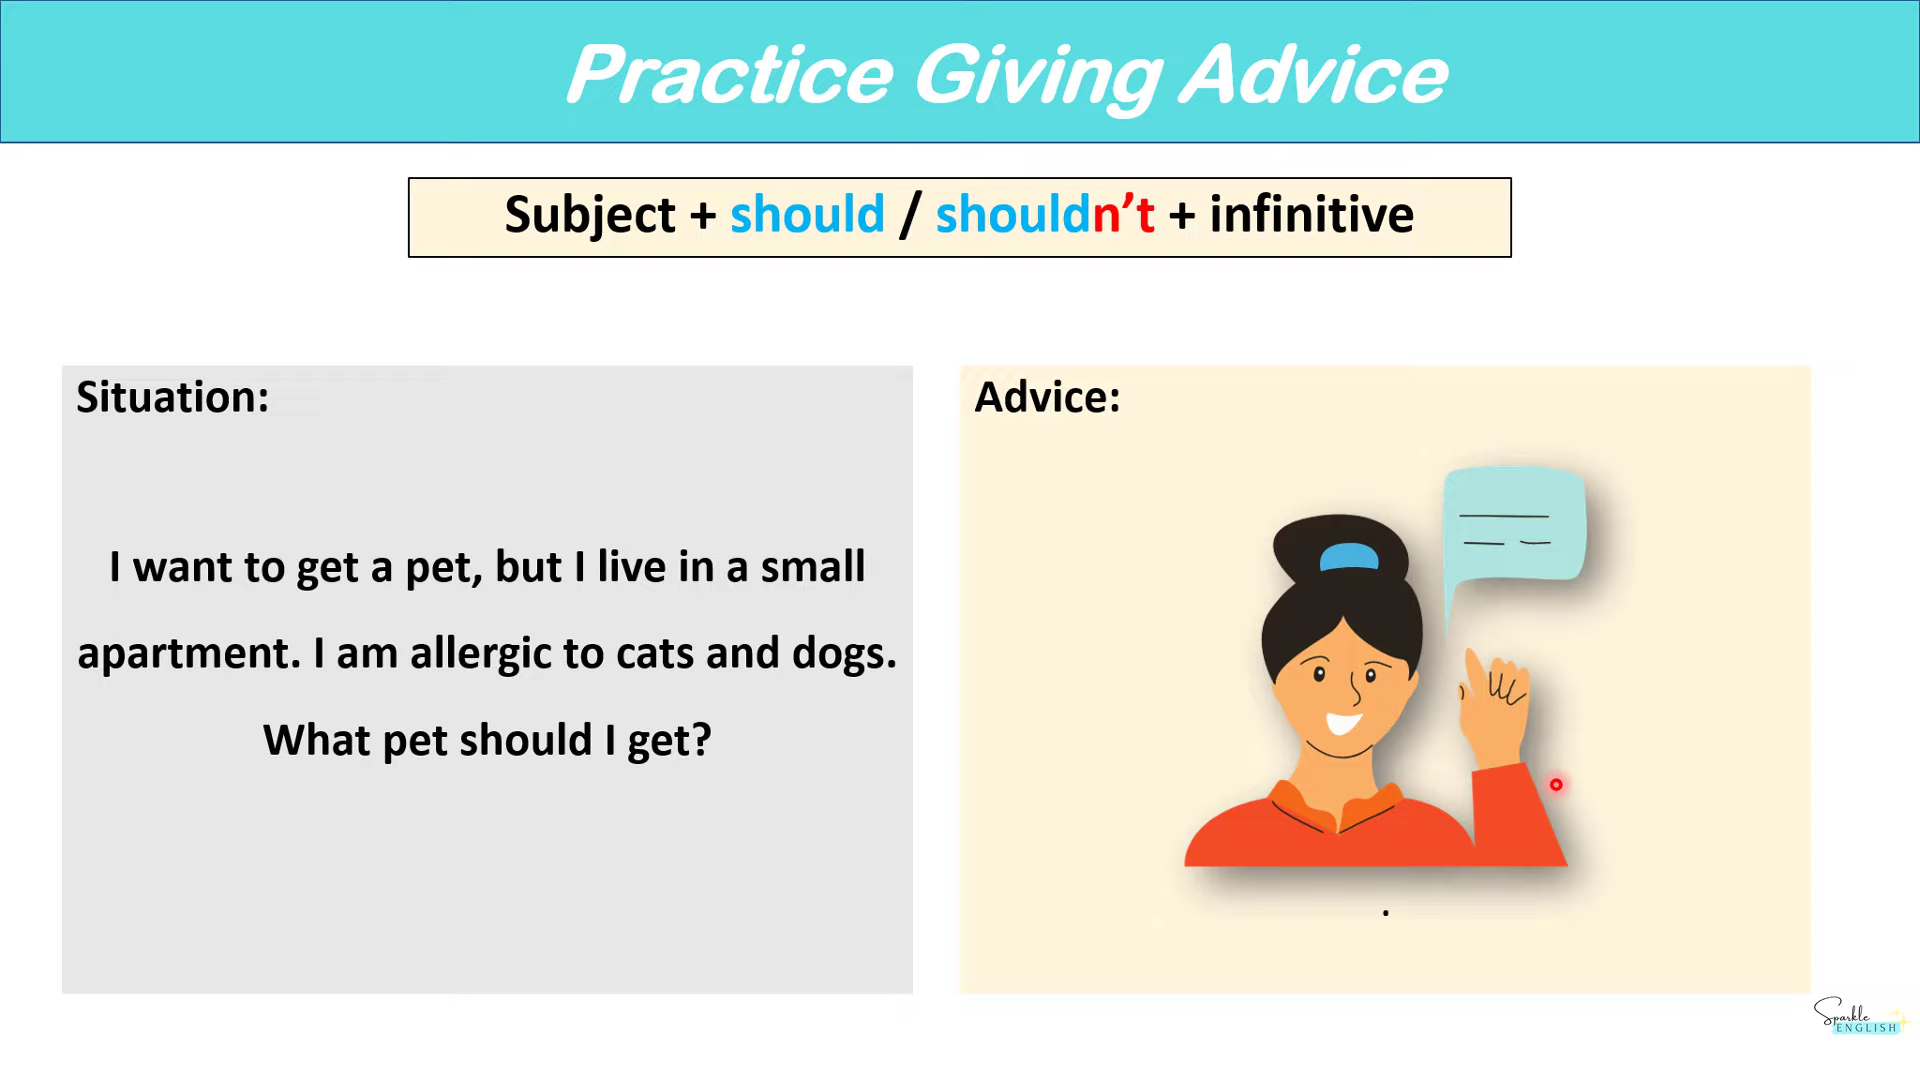 Practice Giving Advice
Subject + should / shouldn’t + infinitive
Situation:
I want to get a pet, but I live in a small
apartment. I am allergic to cats and dogs.
What pet should I get?
Advice:
.
Sparkle
ENGLISH